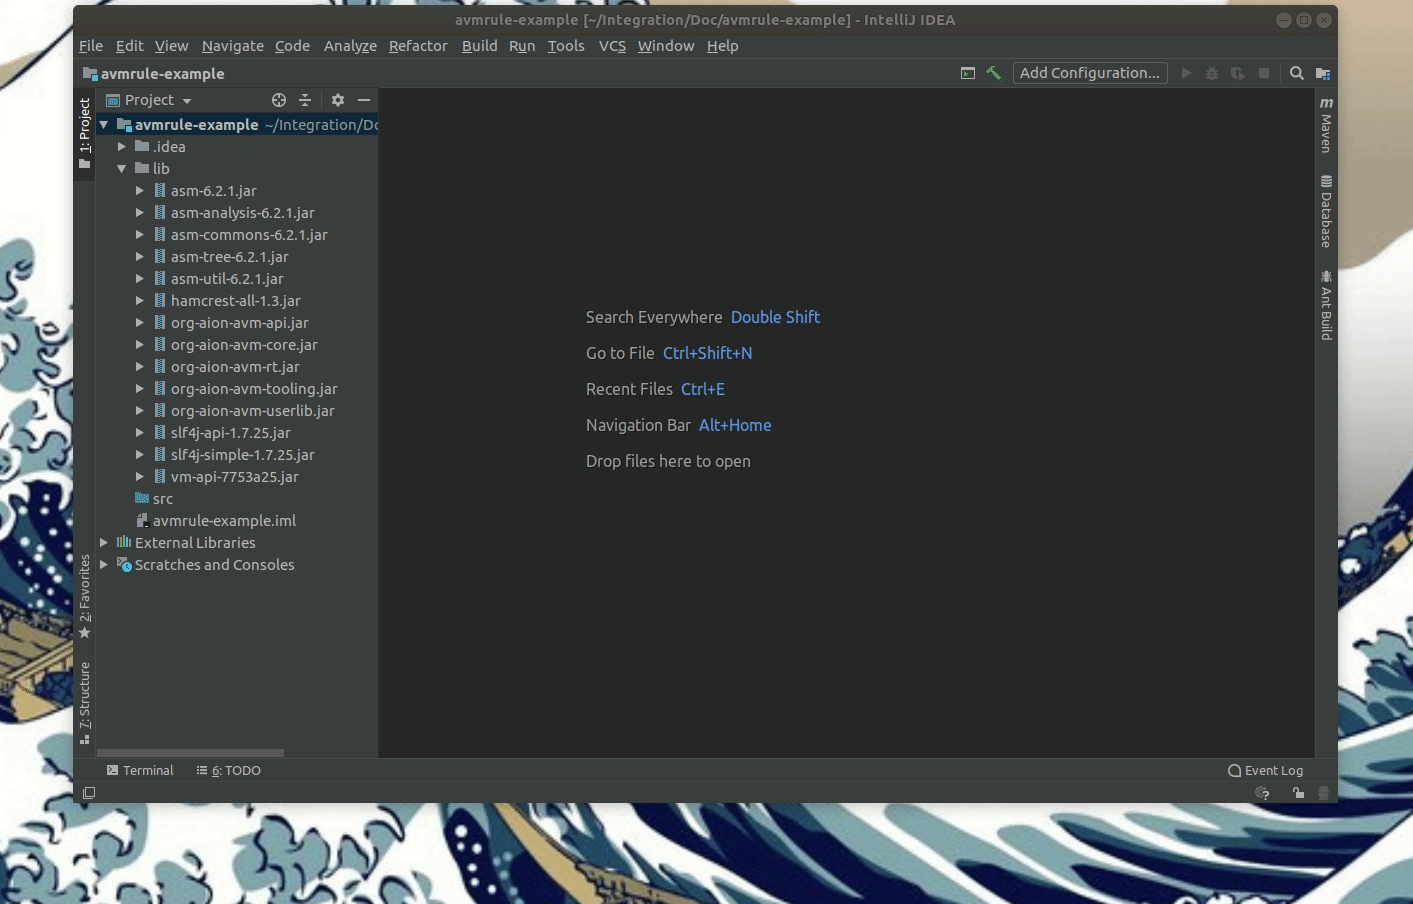 avmrule-example [~/Integration/Doc/avmrule-example] - IntelliJ IDEA
File Edit View Navigate Code Analyze Refactor Build Run Tools VCS Window Help
avmrule-example
Add Configuration...
Project
1: Project
avmrule-example ~/Integration/Do
.idea
lib
asm-6.2.1.jar
asm-analysis-6.2.1.jar
asm-commons-6.2.1.jar
asm-tree-6.2.1.jar
asm-util-6.2.1.jar
hamcrest-all-1.3.jar
org-aion-avm-api.jar
org-aion-avm-core.jar
org-aion-avm-rt.jar
org-aion-avm-tooling.jar
org-aion-avm-userlib.jar
slf4j-api-1.7.25.jar
slf4j-simple-1.7.25.jar
vm-api-7753a25.jar
src
avmrule-example.iml
External Libraries
Scratches and Consoles
2: Favorites
7: Structure
Search Everywhere Double Shift
Go to File Ctrl+Shift+N
Recent Files Ctrl+E
Navigation Bar Alt+Home
Drop files here to open
m Maven
Database
Ant Build
Terminal
6: TODO
Event Log